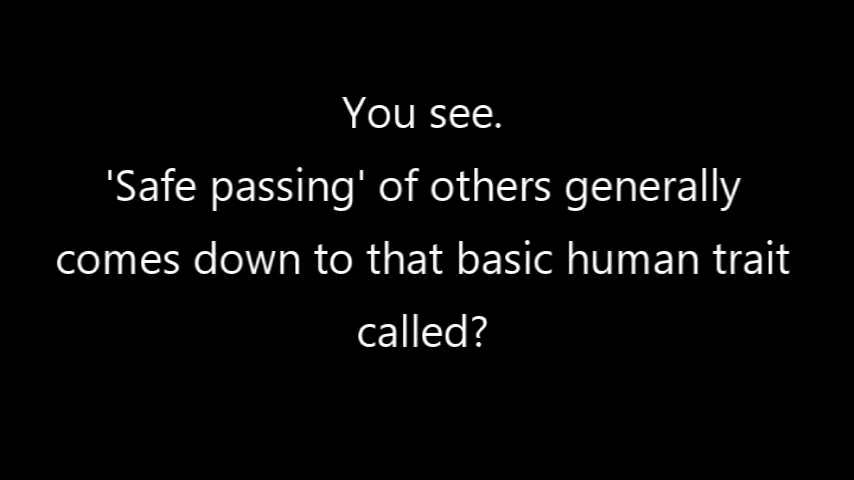 You see.
'Safe passing' of others generally
comes down to that basic human trait
called?